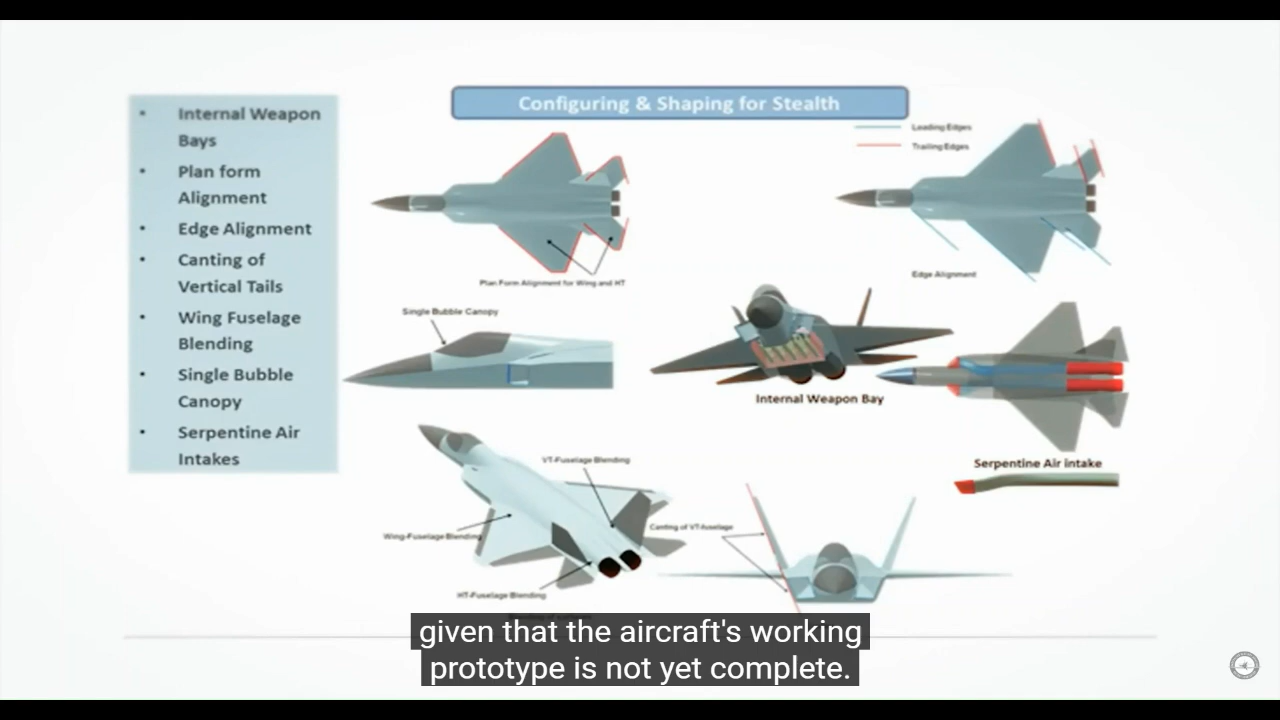 Configuring & Shaping for Stealth
Internal Weapon
Bays
Plan form
Alignment
Edge Alignment
Canting of
Vertical Tails
Wing Fuselage
Blending
Single Bubble
Canopy
Serpentine Air
Intakes
Leading Edges
Trailing Edges
Plan Form Alignment for Wing and HT
Edge Alignment
Single Bubble Canopy
Internal Weapon Bay
Serpentine Air intake
VT-Fuselage Blending
Wing-Fuselage Blending
HT-Fuselage Blending
Canting of VT-fuselage
given that the aircraft's working
prototype is not yet complete.